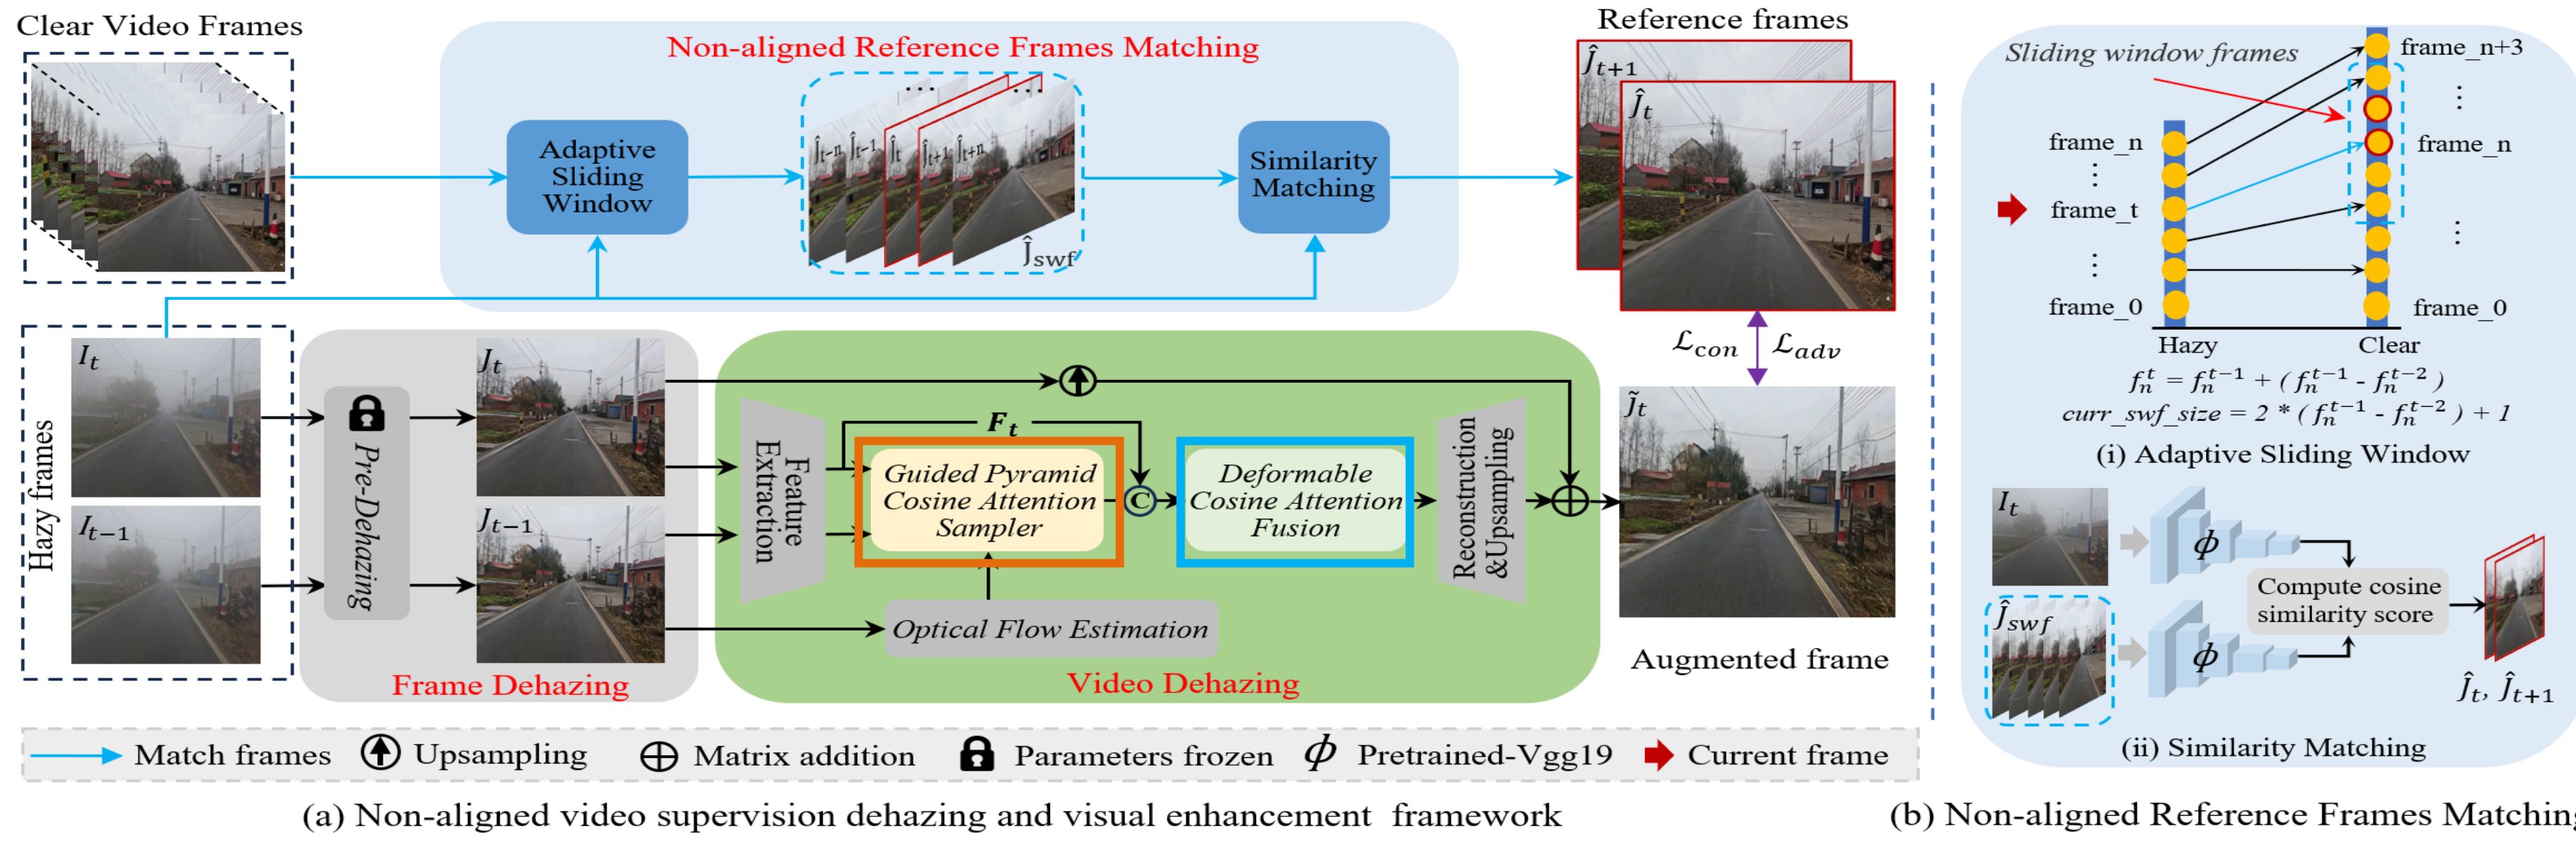 Clear Video Frames
Non-aligned Reference Frames Matching
Reference frames
Adaptive
Sliding
Window
Ĵt-n Ĵt-1 Ĵt Ĵt+1 Ĵt+n
... ...
Ĵswf
Similarity
Matching
Ĵt+1
Ĵt
Hazy frames
It
It-1
Pre-Dehazing
Jt
Jt-1
Frame Dehazing
Feature
Extraction
Ft
Guided Pyramid
Cosine Attention
Sampler
C
Deformable
Cosine Attention
Fusion
Reconstruction
&Upsampling
Optical Flow Estimation
Video Dehazing
ℒcon ℒadv
J̃t
Augmented frame
Match frames Upsampling Matrix addition Parameters frozen ϕ Pretrained-Vgg19 Current frame
(a) Non-aligned video supervision dehazing and visual enhancement framework
Sliding window frames
frame_n+3
⋮
frame_n frame_n
⋮
frame_t
⋮ ⋮
frame_0 frame_0
Hazy Clear
f_n^t = f_n^{t-1} + ( f_n^{t-1} - f_n^{t-2} )
curr_swf_size = 2 * ( f_n^{t-1} - f_n^{t-2} ) + 1
(i) Adaptive Sliding Window
It
ϕ
Compute cosine
similarity score
Ĵswf
ϕ
Ĵt, Ĵt+1
(ii) Similarity Matching
(b) Non-aligned Reference Frames Matching